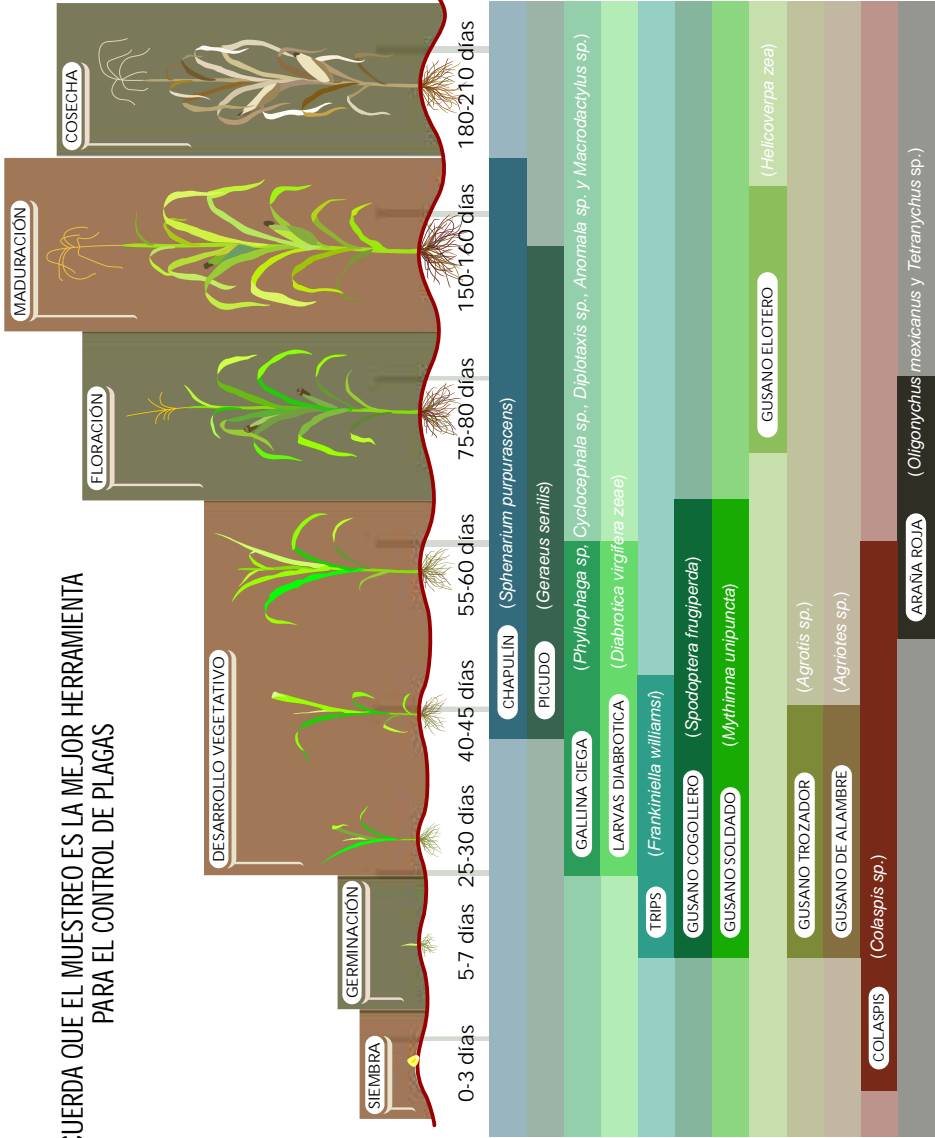 CUERDA QUE EL MUESTREO ES LA MEJOR HERRAMIENTA
PARA EL CONTROL DE PLAGAS
SIEMBRA
GERMINACIÓN
DESARROLLO VEGETATIVO
FLORACIÓN
MADURACIÓN
COSECHA
0-3 días
5-7 días
25-30 días
40-45 días
55-60 días
75-80 días
150-160 días
180-210 días
CHAPULÍN (Sphenarium purpurascens)
PICUDO (Geraeus senilis)
GALLINA CIEGA (Phyllophaga sp, Cyclocephala sp., Diplotaxis sp., Anomala sp. y Macrodactylus sp.)
LARVAS DIABROTICA (Diabrotica virgifera zeae)
TRIPS (Frankiniella williamsi)
GUSANO COGOLLERO (Spodoptera frugiperda)
GUSANO SOLDADO (Mythimna unipuncta)
GUSANO ELOTERO (Helicoverpa zea)
GUSANO TROZADOR (Agrotis sp.)
GUSANO DE ALAMBRE (Agriotes sp.)
COLASPIS (Colaspis sp.)
ARAÑA ROJA (Oligonychus mexicanus y Tetranychus sp.)